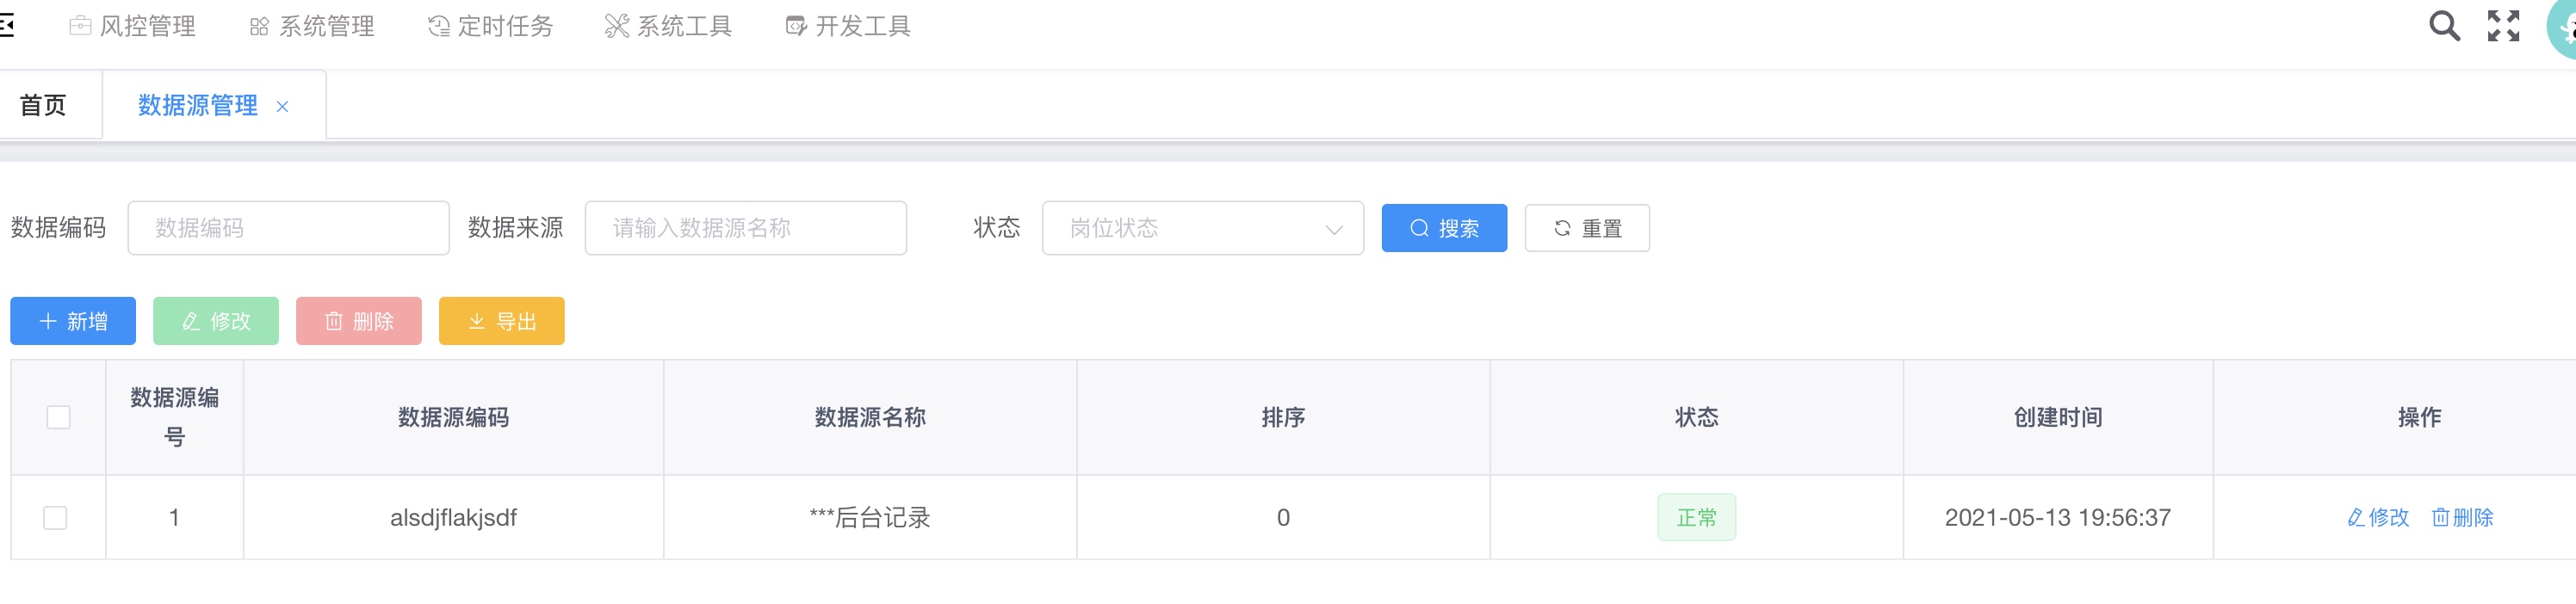 风控管理 系统管理 定时任务 系统工具 开发工具
首页 数据源管理 ×
数据编码 数据编码 数据来源 请输入数据源名称 状态 岗位状态 搜索 重置
新增 修改 删除 导出
数据源编号 数据源编码 数据源名称 排序 状态 创建时间 操作
1 alsdjflakjsdf ***后台记录 0 正常 2021-05-13 19:56:37 修改 删除